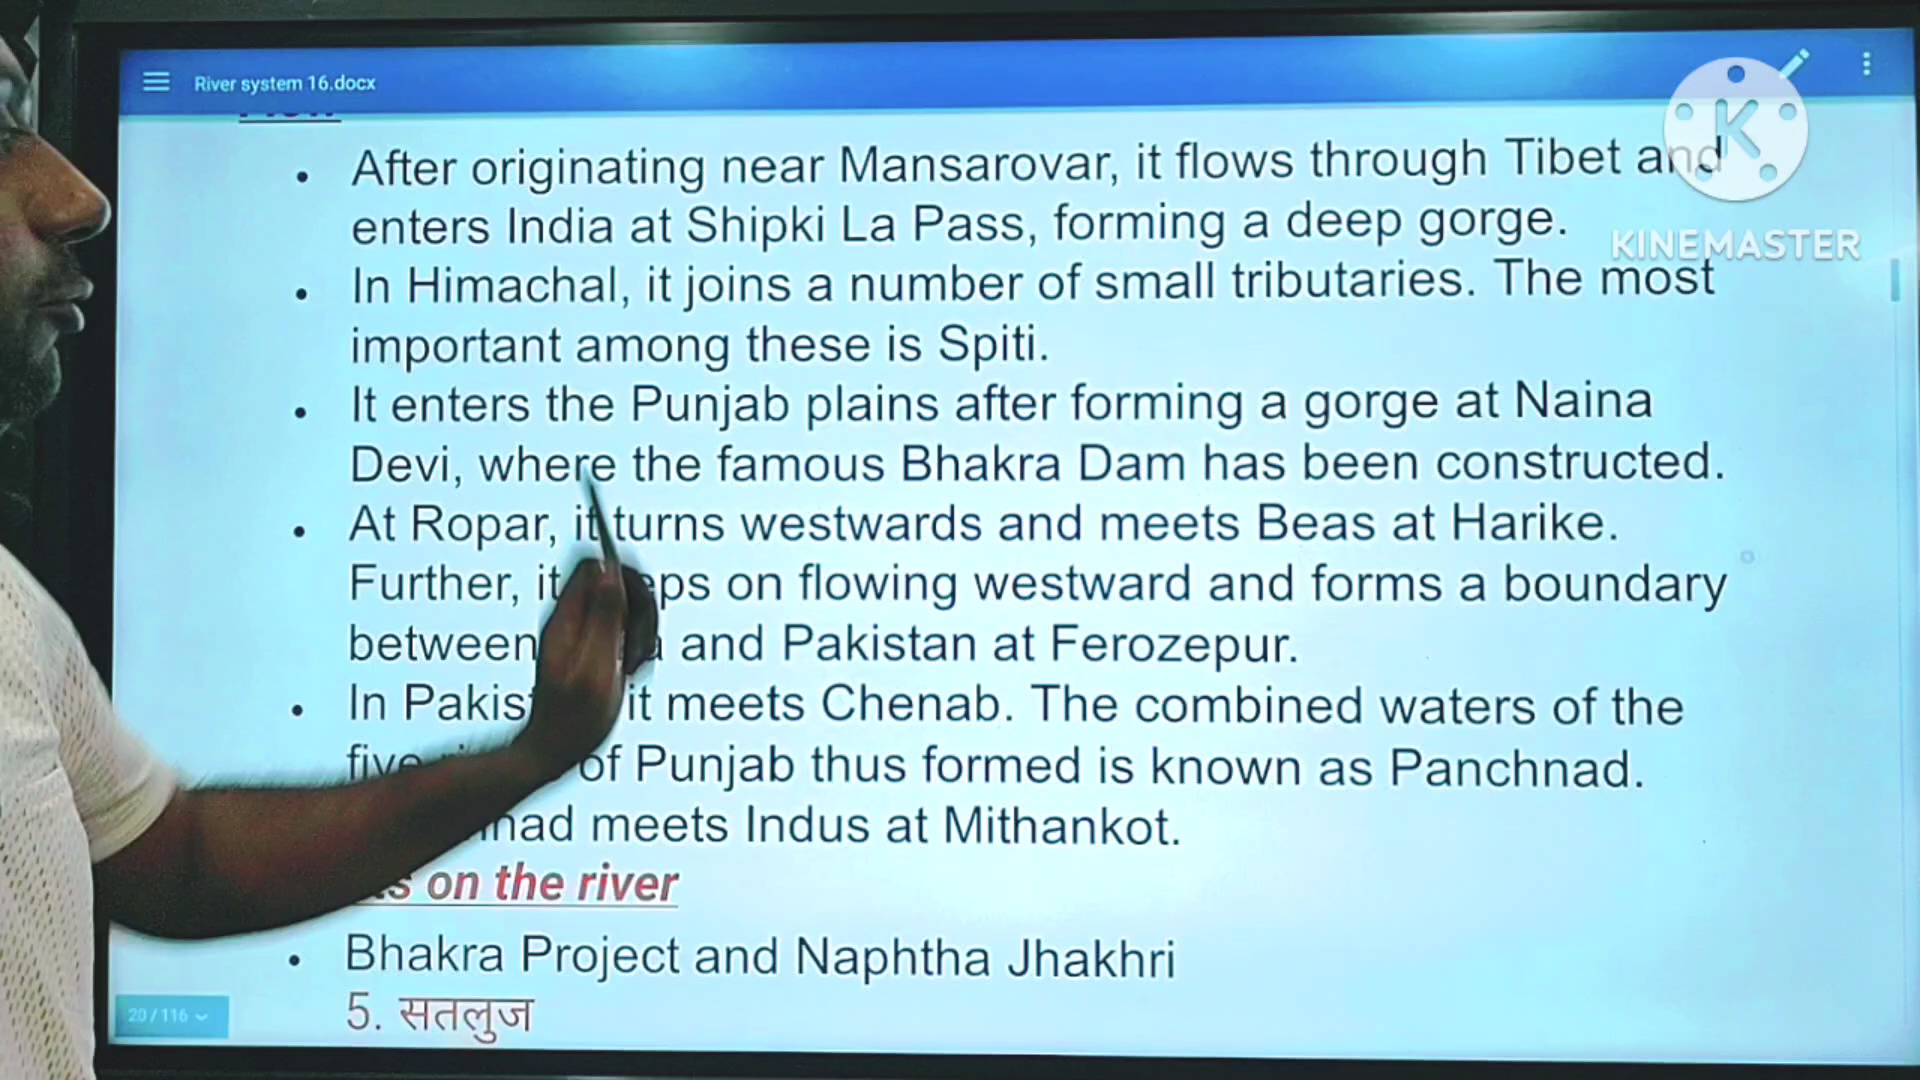 River system 16.docx
After originating near Mansarovar, it flows through Tibet and
enters India at Shipki La Pass, forming a deep gorge.
KINEMASTER
In Himachal, it joins a number of small tributaries. The most
important among these is Spiti.
It enters the Punjab plains after forming a gorge at Naina
Devi, where the famous Bhakra Dam has been constructed.
At Ropar, it turns westwards and meets Beas at Harike.
Further, it on flowing westward and forms a boundary
between and Pakistan at Ferozepur.
In it meets Chenab. The combined waters of the
five of Punjab thus formed is known as Panchnad.
meets Indus at Mithankot.
on the river
Bhakra Project and Naphtha Jhakhri
20/116
5. सतलुज